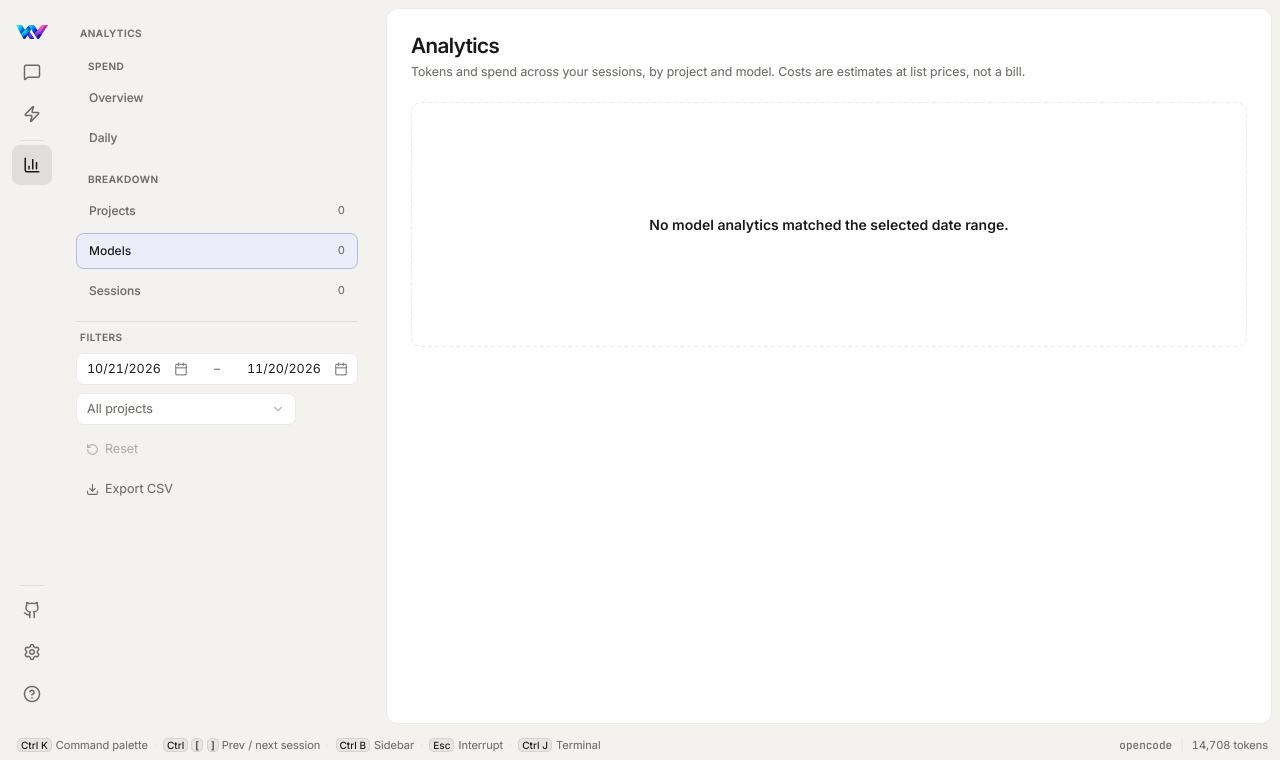 ANALYTICS
SPEND
Overview
Daily
BREAKDOWN
Projects 0
Models 0
Sessions 0
FILTERS
10/21/2026 – 11/20/2026
All projects
Reset
Export CSV
Analytics
Tokens and spend across your sessions, by project and model. Costs are estimates at list prices, not a bill.
No model analytics matched the selected date range.
Ctrl K Command palette Ctrl [ ] Prev / next session Ctrl B Sidebar Esc Interrupt Ctrl J Terminal opencode 14,708 tokens